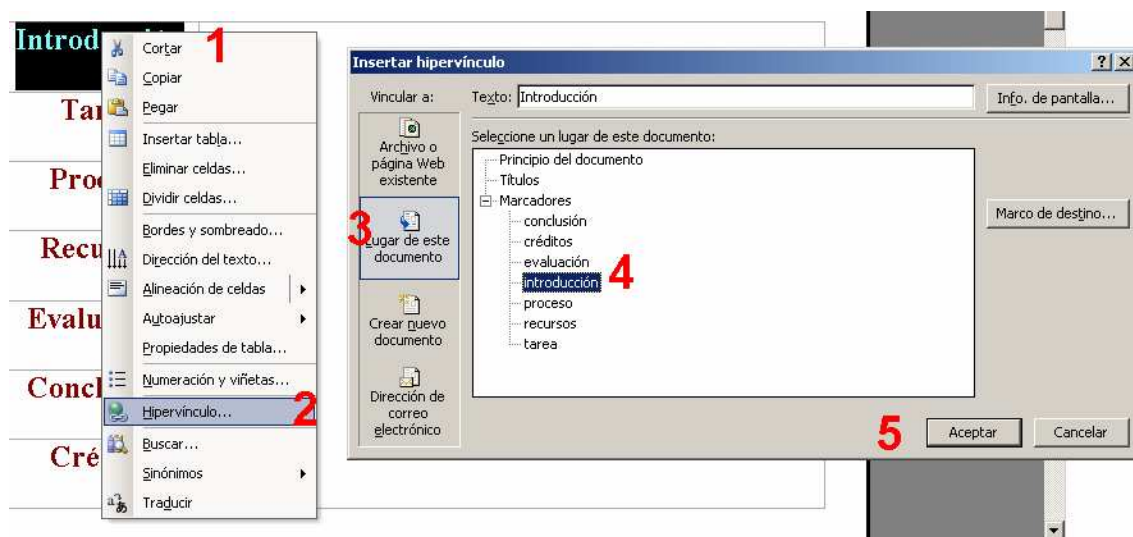 Introd
Tar
Pro
Recu
Evalu
Concl
Cré
1
Cortar
Copiar
Pegar
Insertar tabla...
Eliminar celdas...
Dividir celdas...
Bordes y sombreado...
Dirección del texto...
Alineación de celdas
Autoajustar
Propiedades de tabla...
Numeración y viñetas...
Hipervínculo...
2
Buscar...
Sinónimos
Traducir
Insertar hipervínculo
Vincular a:
Texto: Introducción
Info. de pantalla...
Archivo o
página Web
existente
3
Lugar de este
documento
Crear nuevo
documento
Dirección de
correo
electrónico
Seleccione un lugar de este documento:
Principio del documento
Títulos
Marcadores
conclusión
créditos
evaluación
introducción
4
proceso
recursos
tarea
Marco de destino...
5
Aceptar
Cancelar